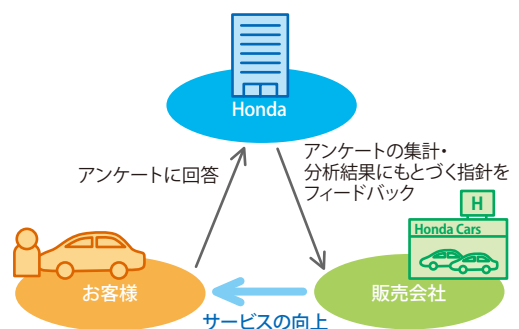 Honda
アンケートに回答
アンケートの集計・
分析結果にもとづく指針を
フィードバック
H
Honda Cars
お客様
販売会社
サービスの向上